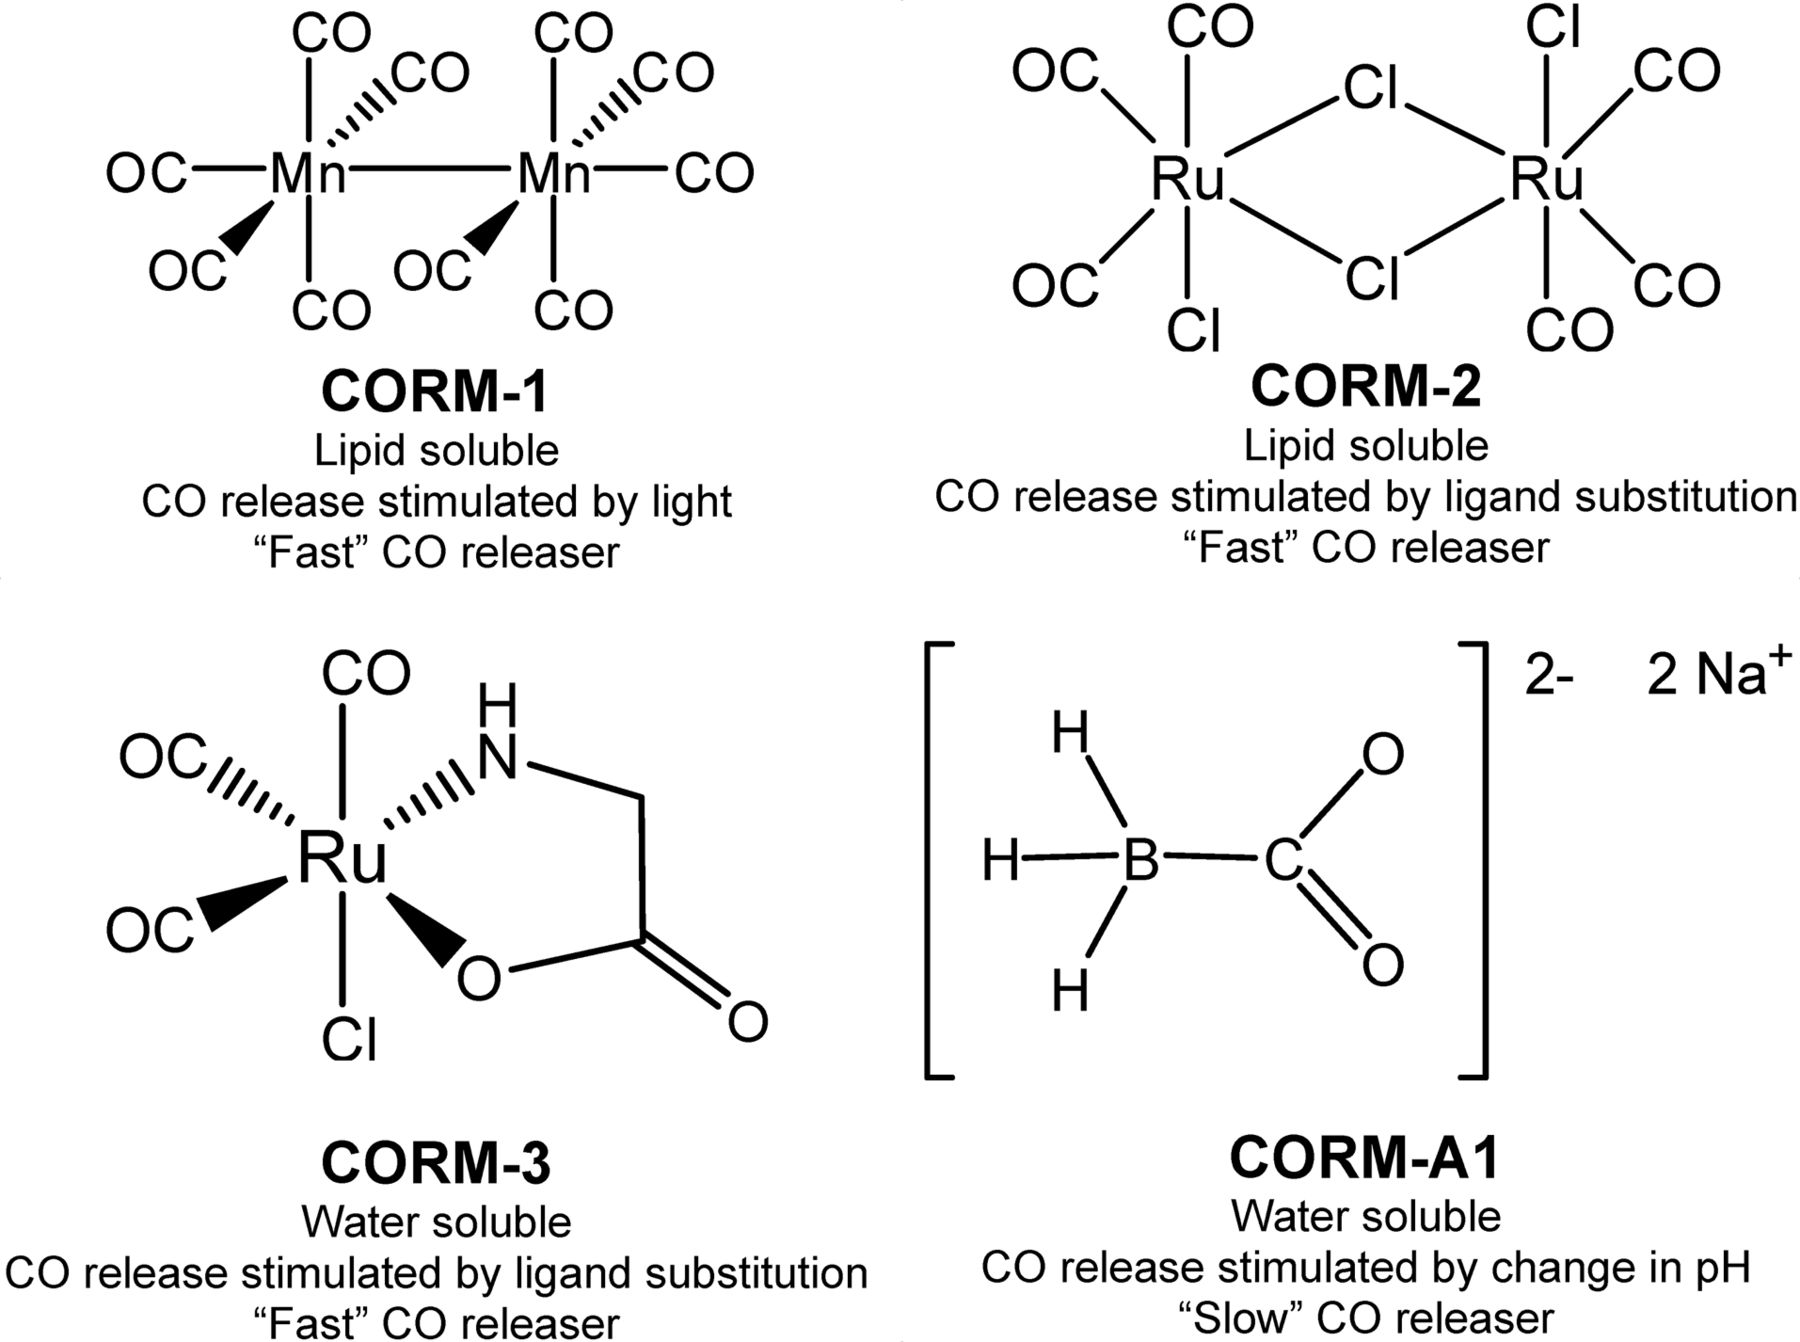 CO CO CO CO
OC Mn Mn CO
OC CO OC CO
CORM-1
Lipid soluble
CO release stimulated by light
“Fast” CO releaser
CO Cl
OC Cl CO
Ru Ru
OC Cl CO
Cl CO
CORM-2
Lipid soluble
CO release stimulated by ligand substitution
“Fast” CO releaser
CO
H
OC N
Ru
OC O
Cl O
CORM-3
Water soluble
CO release stimulated by ligand substitution
“Fast” CO releaser
2- 2 Na+
H O
H B C
H O
CORM-A1
Water soluble
CO release stimulated by change in pH
“Slow” CO releaser